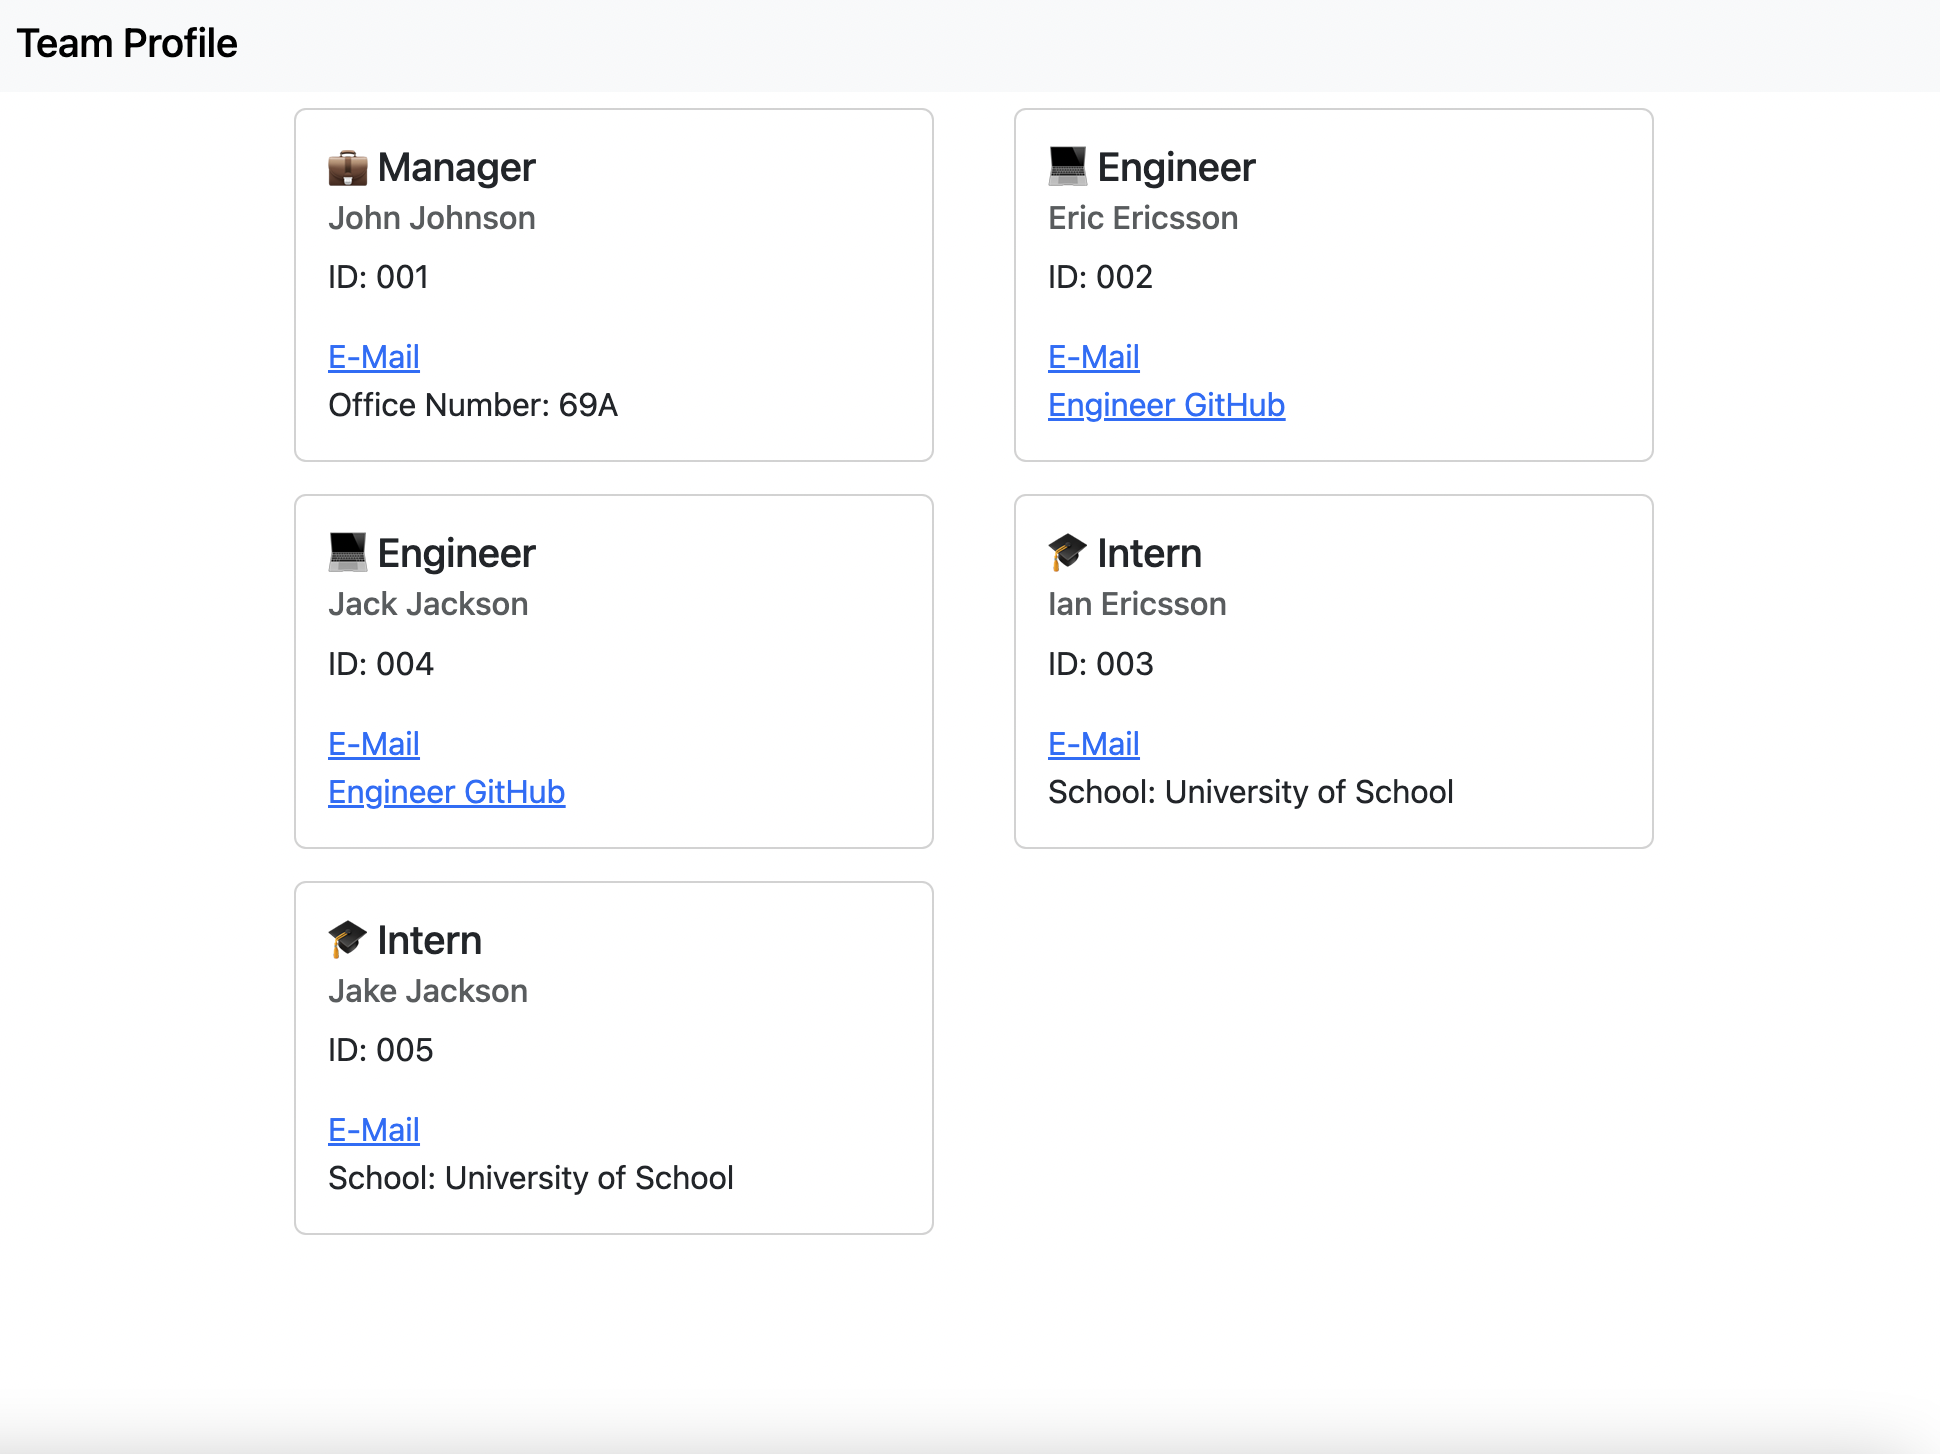 Team Profile
Manager
John Johnson
ID: 001
E-Mail
Office Number: 69A
Engineer
Eric Ericsson
ID: 002
E-Mail
Engineer GitHub
Engineer
Jack Jackson
ID: 004
E-Mail
Engineer GitHub
Intern
Ian Ericsson
ID: 003
E-Mail
School: University of School
Intern
Jake Jackson
ID: 005
E-Mail
School: University of School